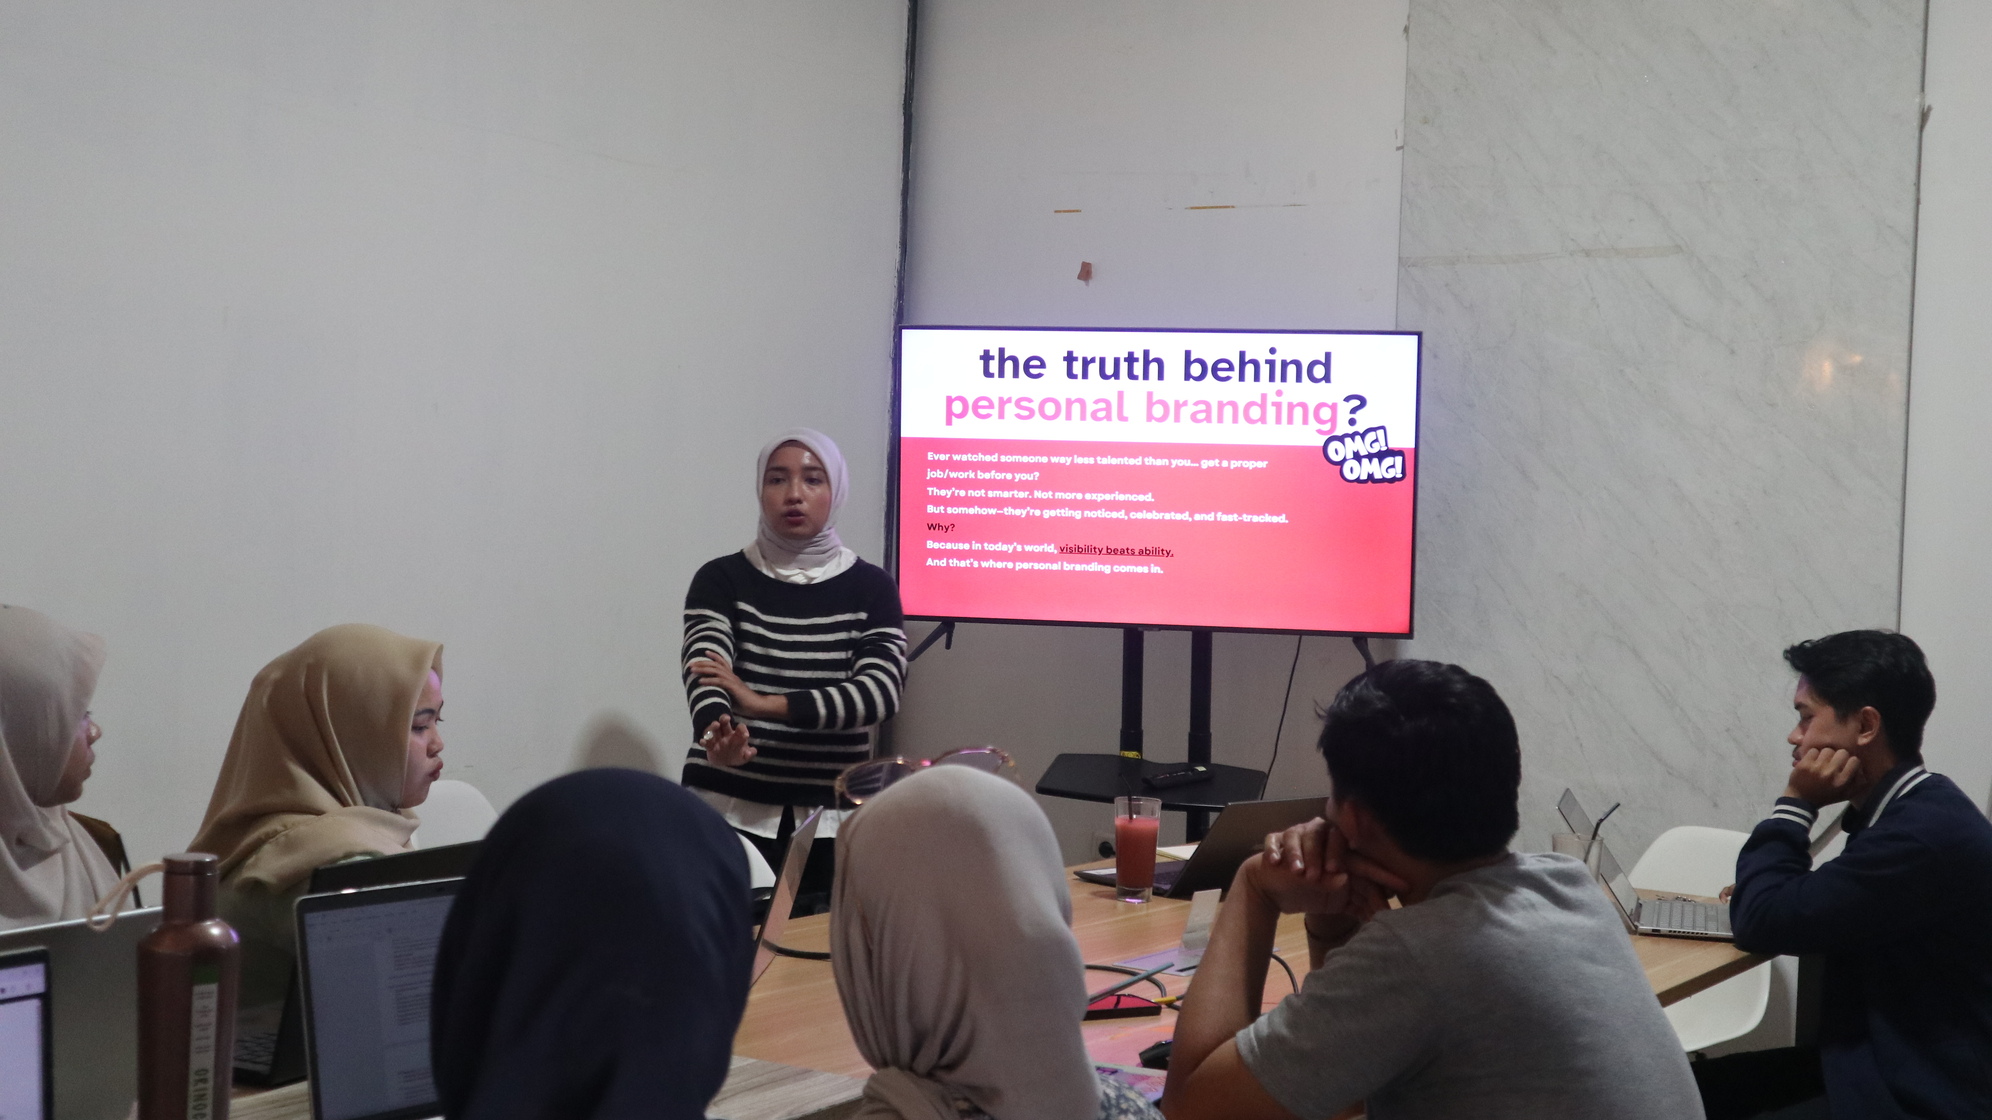 the truth behind
personal branding?
OMG!
OMG!
Ever watched someone way less talented than you... get a proper
job/work before you?
They're not smarter. Not more experienced.
But somehow—they're getting noticed, celebrated, and fast-tracked.
Why?
Because in today's world, visibility beats ability.
And that's where personal branding comes in.